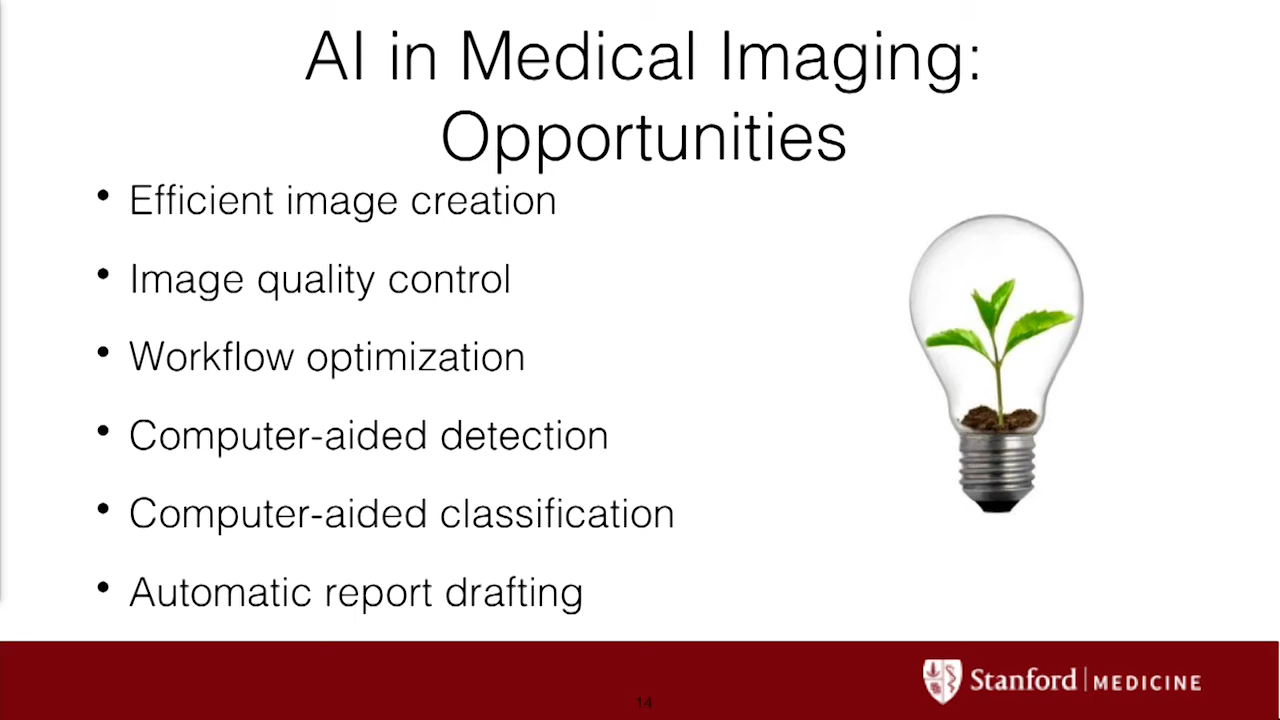 AI in Medical Imaging:
Opportunities
• Efficient image creation
• Image quality control
• Workflow optimization
• Computer-aided detection
• Computer-aided classification
• Automatic report drafting
Stanford MEDICINE
14